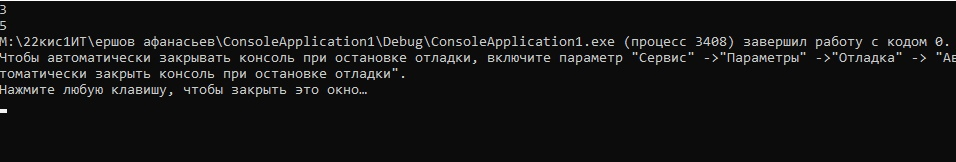 3
5
M:\22кис1ИТ\ершов афанасьев\ConsoleApplication1\Debug\ConsoleApplication1.exe (процесс 3408) завершил работу с кодом 0.
Чтобы автоматически закрывать консоль при остановке отладки, включите параметр "Сервис" ->"Параметры" ->"Отладка" -> "Ав
томатически закрыть консоль при остановке отладки".
Нажмите любую клавишу, чтобы закрыть это окно…